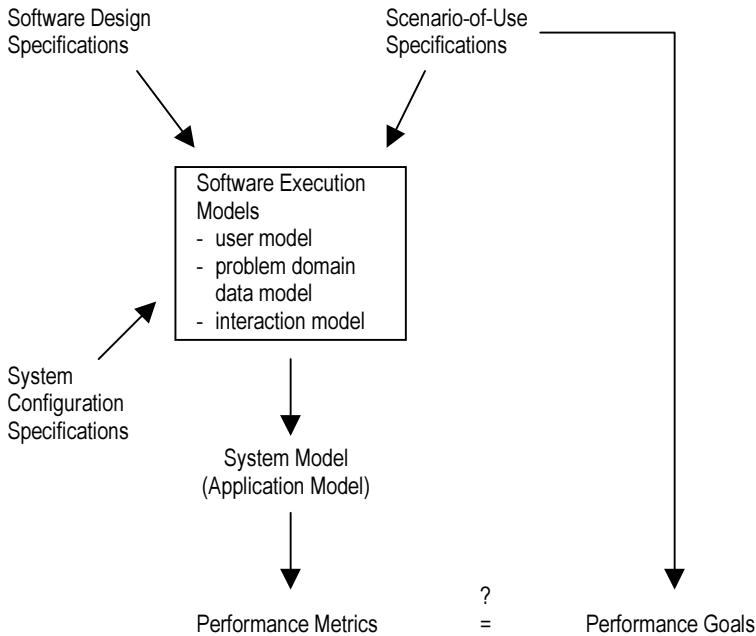 Software Design
Specifications
Scenario-of-Use
Specifications
Software Execution
Models
- user model
- problem domain
data model
- interaction model
System
Configuration
Specifications
System Model
(Application Model)
?
Performance Metrics = Performance Goals